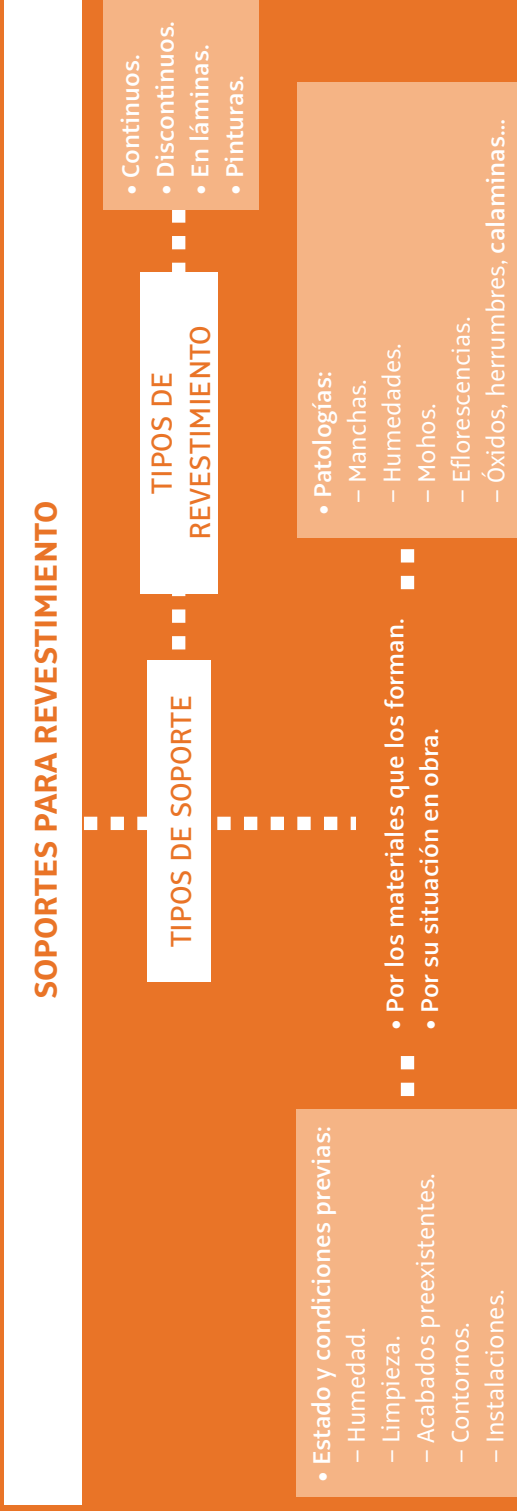 SOPORTES PARA REVESTIMIENTO
TIPOS DE SOPORTE
TIPOS DE
REVESTIMIENTO
• Continuos.
• Discontinuos.
• En láminas.
• Pinturas.
• Estado y condiciones previas:
– Humedad.
– Limpieza.
– Acabados preexistentes.
– Contornos.
– Instalaciones.
• Por los materiales que los forman.
• Por su situación en obra.
• Patologías:
– Manchas.
– Humedades.
– Mohos.
– Eflorescencias.
– Óxidos, herrumbres, calaminas...